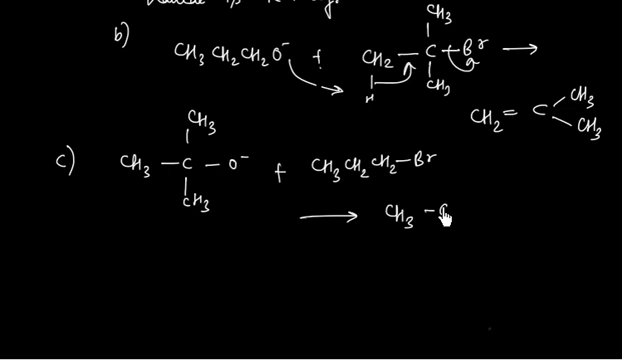 b) CH3 CH2 CH2 O⁻ + CH2 — C — Br →
CH3
CH3
H
CH2 = C
CH3
CH3
c) CH3 — C — O⁻ + CH3 CH2 CH2 — Br
CH3
CH3
→ CH3 –